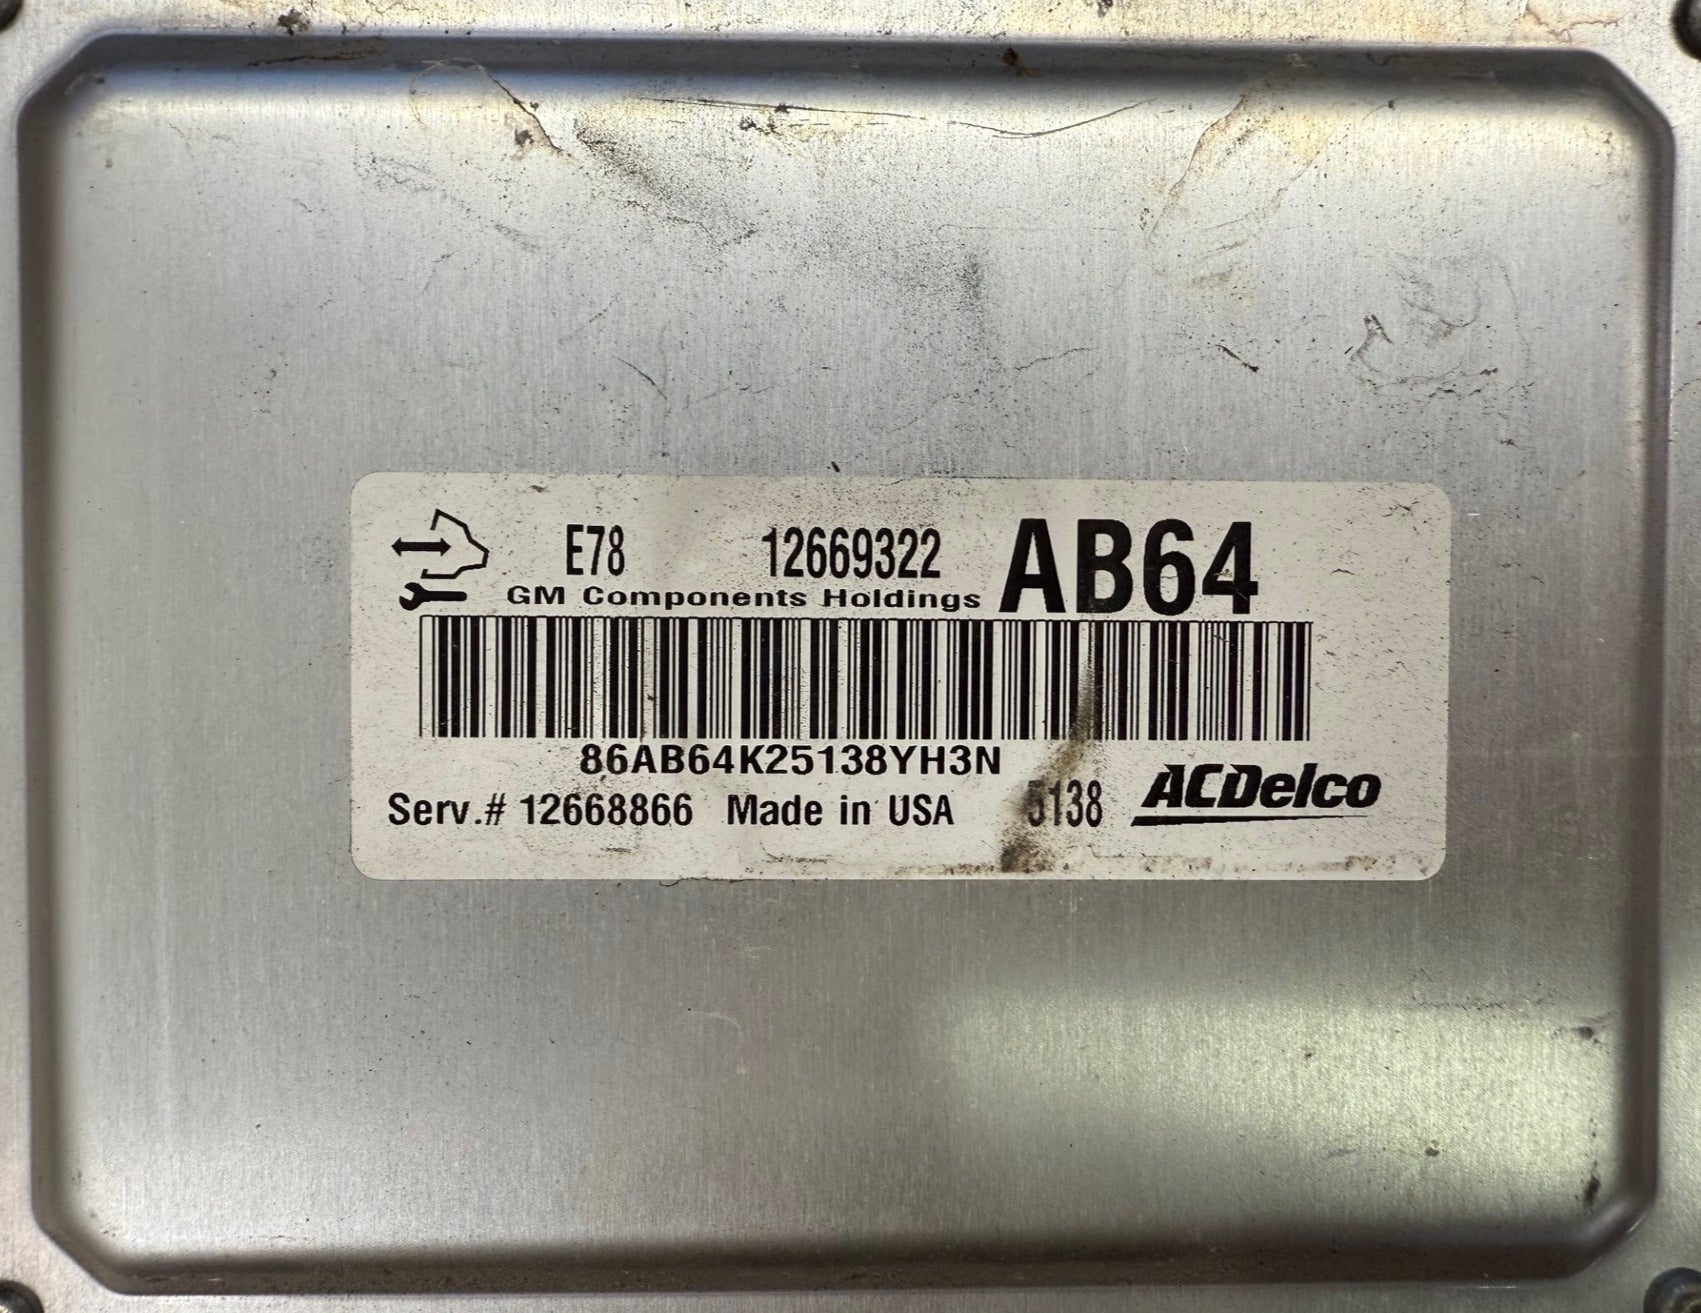 E78 12669322 AB64
GM Components Holdings
86AB64K25138YH3N
Serv.# 12668866 Made in USA 5138 ACDelco